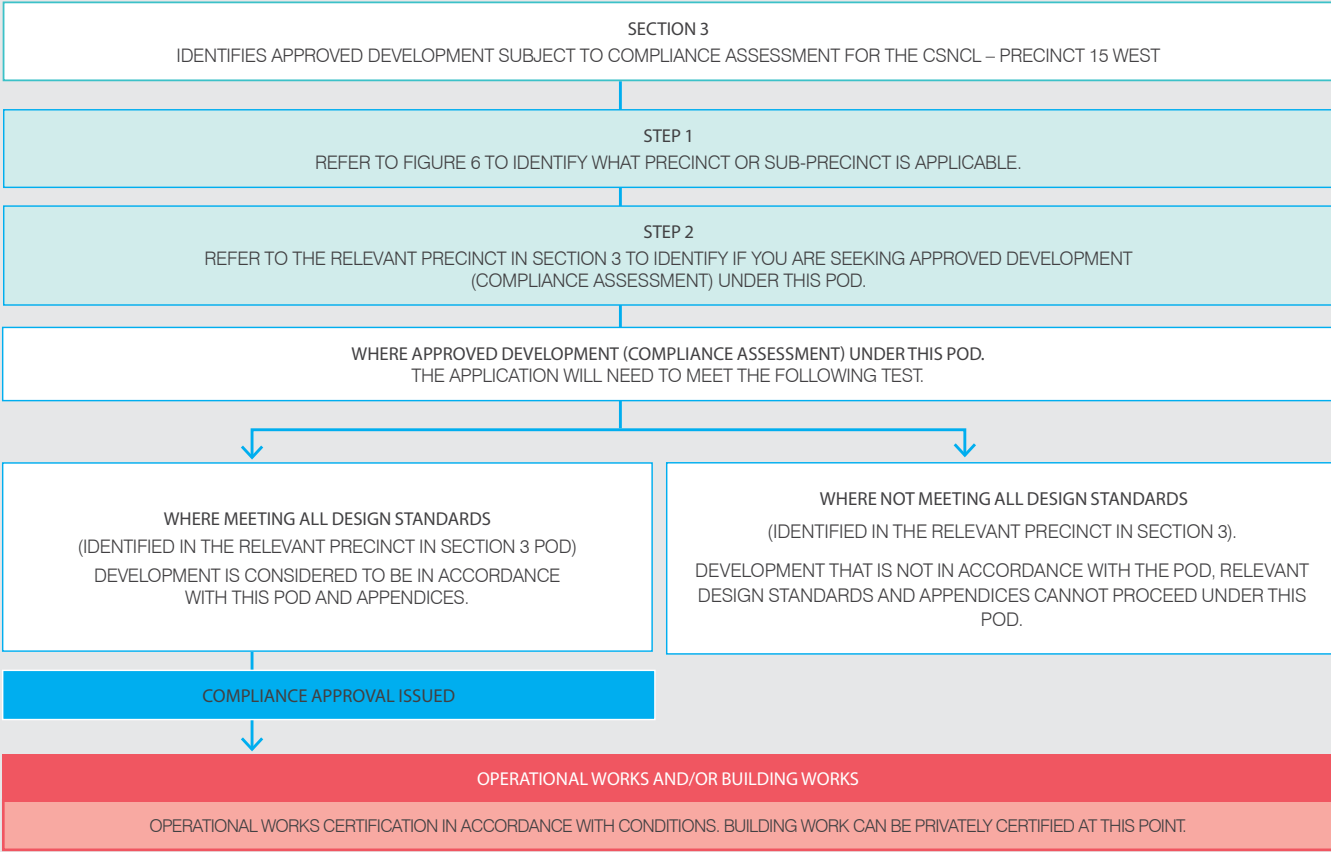 SECTION 3
IDENTIFIES APPROVED DEVELOPMENT SUBJECT TO COMPLIANCE ASSESSMENT FOR THE CSNCL – PRECINCT 15 WEST
STEP 1
REFER TO FIGURE 6 TO IDENTIFY WHAT PRECINCT OR SUB-PRECINCT IS APPLICABLE.
STEP 2
REFER TO THE RELEVANT PRECINCT IN SECTION 3 TO IDENTIFY IF YOU ARE SEEKING APPROVED DEVELOPMENT
(COMPLIANCE ASSESSMENT) UNDER THIS POD.
WHERE APPROVED DEVELOPMENT (COMPLIANCE ASSESSMENT) UNDER THIS POD.
THE APPLICATION WILL NEED TO MEET THE FOLLOWING TEST.
WHERE MEETING ALL DESIGN STANDARDS
(IDENTIFIED IN THE RELEVANT PRECINCT IN SECTION 3 POD)
DEVELOPMENT IS CONSIDERED TO BE IN ACCORDANCE
WITH THIS POD AND APPENDICES.
WHERE NOT MEETING ALL DESIGN STANDARDS
(IDENTIFIED IN THE RELEVANT PRECINCT IN SECTION 3).
DEVELOPMENT THAT IS NOT IN ACCORDANCE WITH THE POD, RELEVANT
DESIGN STANDARDS AND APPENDICES CANNOT PROCEED UNDER THIS
POD.
COMPLIANCE APPROVAL ISSUED
OPERATIONAL WORKS AND/OR BUILDING WORKS
OPERATIONAL WORKS CERTIFICATION IN ACCORDANCE WITH CONDITIONS. BUILDING WORK CAN BE PRIVATELY CERTIFIED AT THIS POINT.